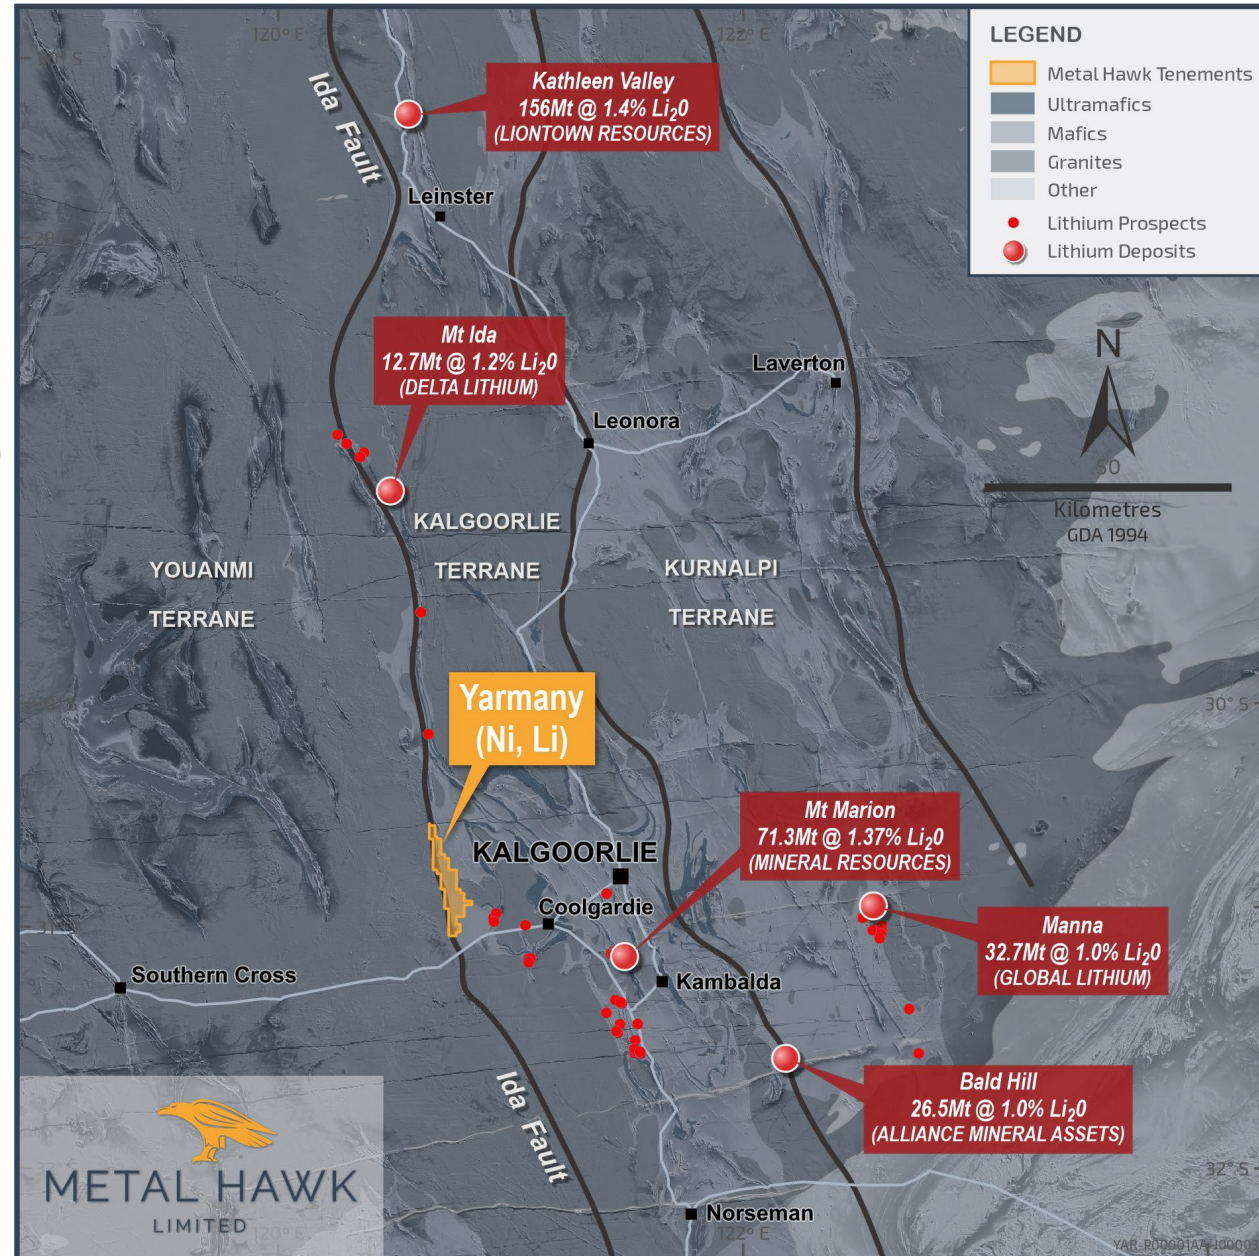 120° E
122° E
LEGEND
Metal Hawk Tenements
Ultramafics
Mafics
Granites
Other
Lithium Prospects
Lithium Deposits
Ida Fault
Kathleen Valley
156Mt @ 1.4% Li₂0
(LIONTOWN RESOURCES)
Leinster
Mt Ida
12.7Mt @ 1.2% Li₂0
(DELTA LITHIUM)
Laverton
N
Leonora
50
Kilometres
GDA 1994
KALGOORLIE
TERRANE
YOUANMI
TERRANE
KURNALPI
TERRANE
Yarmany
(Ni, Li)
30° S
Mt Marion
71.3Mt @ 1.37% Li₂0
(MINERAL RESOURCES)
KALGOORLIE
Coolgardie
Manna
32.7Mt @ 1.0% Li₂0
(GLOBAL LITHIUM)
Southern Cross
Kambalda
Bald Hill
26.5Mt @ 1.0% Li₂0
(ALLIANCE MINERAL ASSETS)
Ida Fault
32° S
METAL HAWK
LIMITED
Norseman
120° E
122° E